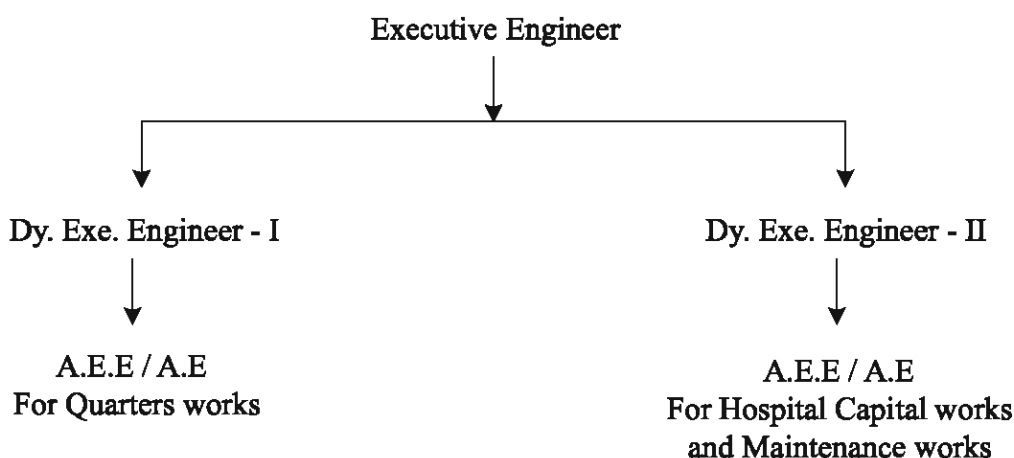 Executive Engineer
Dy. Exe. Engineer - I
Dy. Exe. Engineer - II
A.E.E / A.E
For Quarters works
A.E.E / A.E
For Hospital Capital works
and Maintenance works